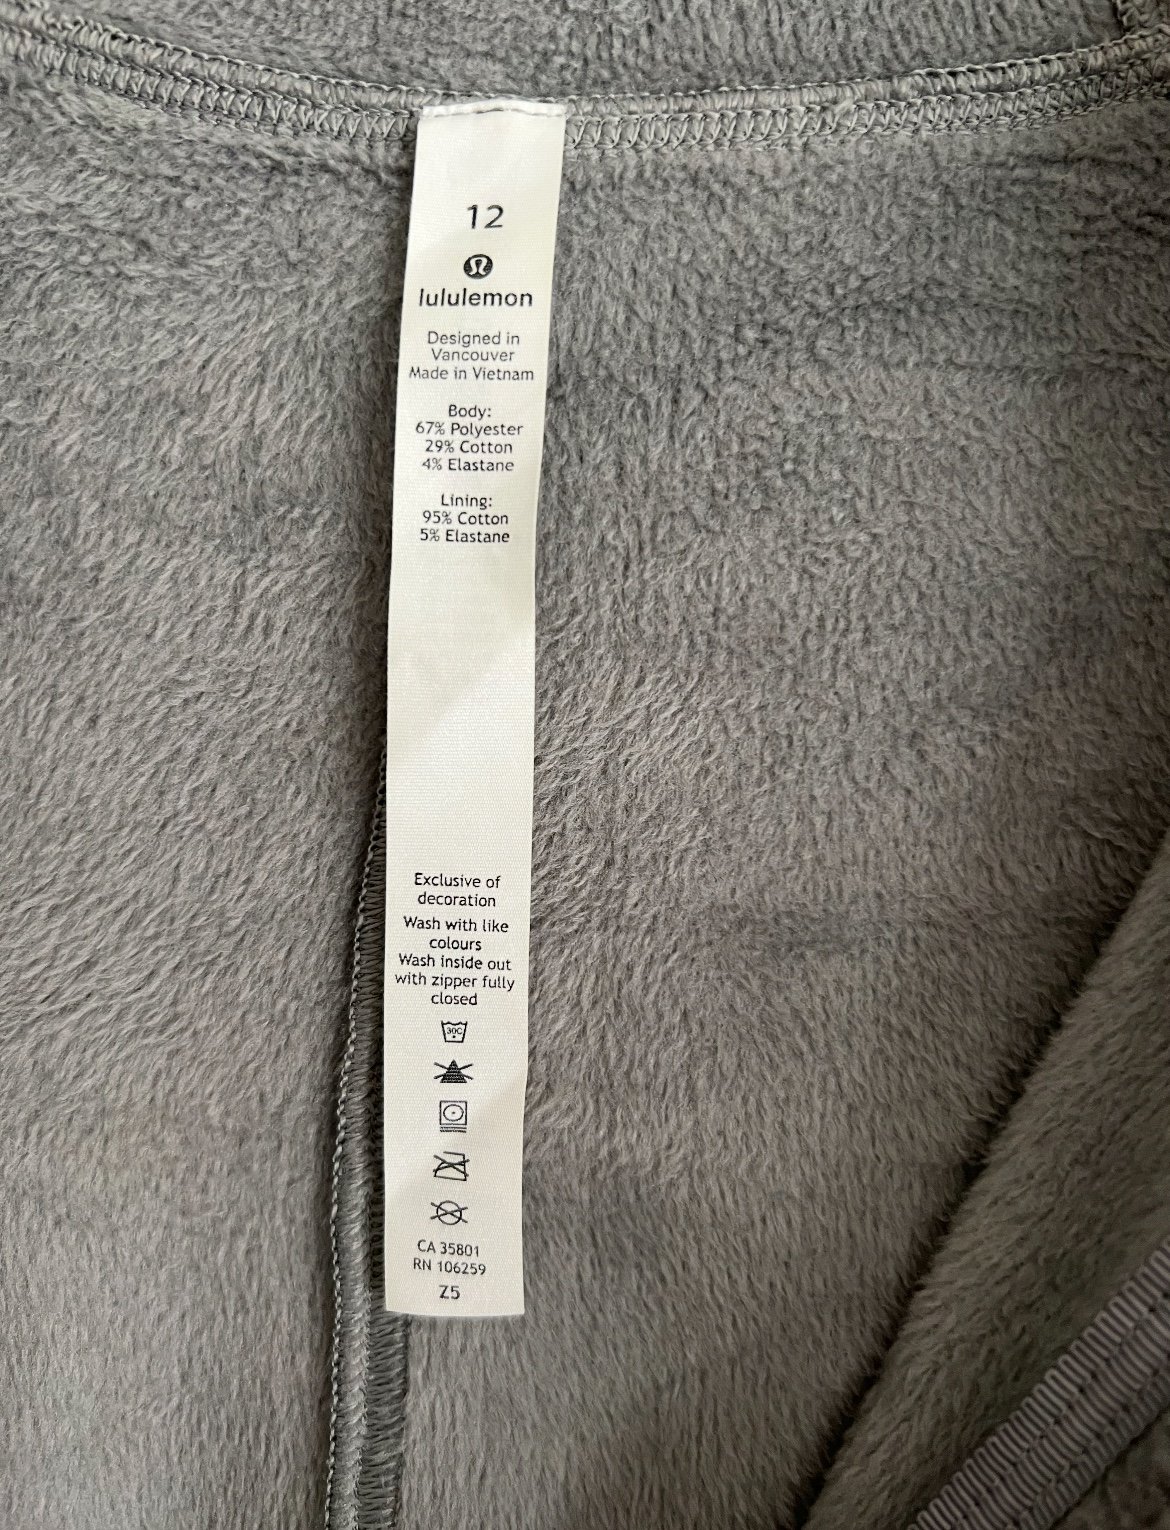 12
lululemon
Designed in
Vancouver
Made in Vietnam
Body:
67% Polyester
29% Cotton
4% Elastane
Lining:
95% Cotton
5% Elastane
Exclusive of
decoration
Wash with like
colours
Wash inside out
with zipper fully
closed
30C
CA 35801
RN 106259
Z5